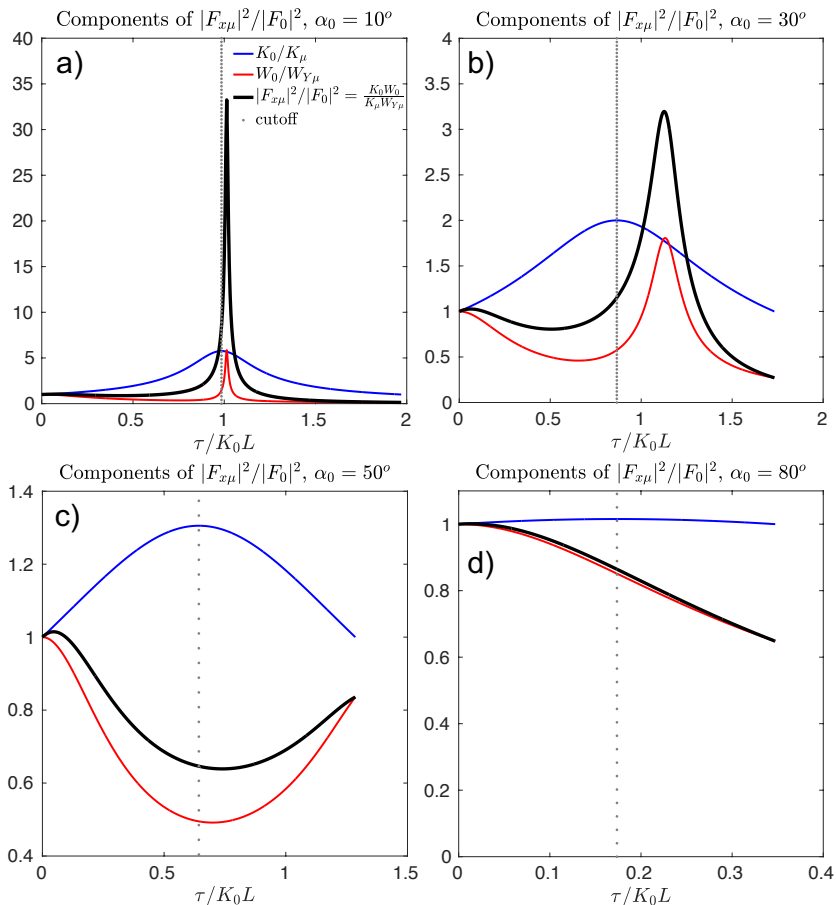 Components of |F_{xμ}|²/|F_0|², α_0 = 10°
a)
K_0/K_μ
W_0/W_{Yμ}
|F_{xμ}|²/|F_0|² = K_0W_0/K_μW_{Yμ}
cutoff
40
35
30
25
20
15
10
5
0
0 0.5 1 1.5 2
τ/K_0L
Components of |F_{xμ}|²/|F_0|², α_0 = 30°
b)
4
3.5
3
2.5
2
1.5
1
0.5
0
0 0.5 1 1.5 2
τ/K_0L
Components of |F_{xμ}|²/|F_0|², α_0 = 50°
c)
1.4
1.2
1
0.8
0.6
0.4
0 0.5 1 1.5
τ/K_0L
Components of |F_{xμ}|²/|F_0|², α_0 = 80°
d)
1
0.8
0.6
0.4
0.2
0
0 0.1 0.2 0.3 0.4
τ/K_0L